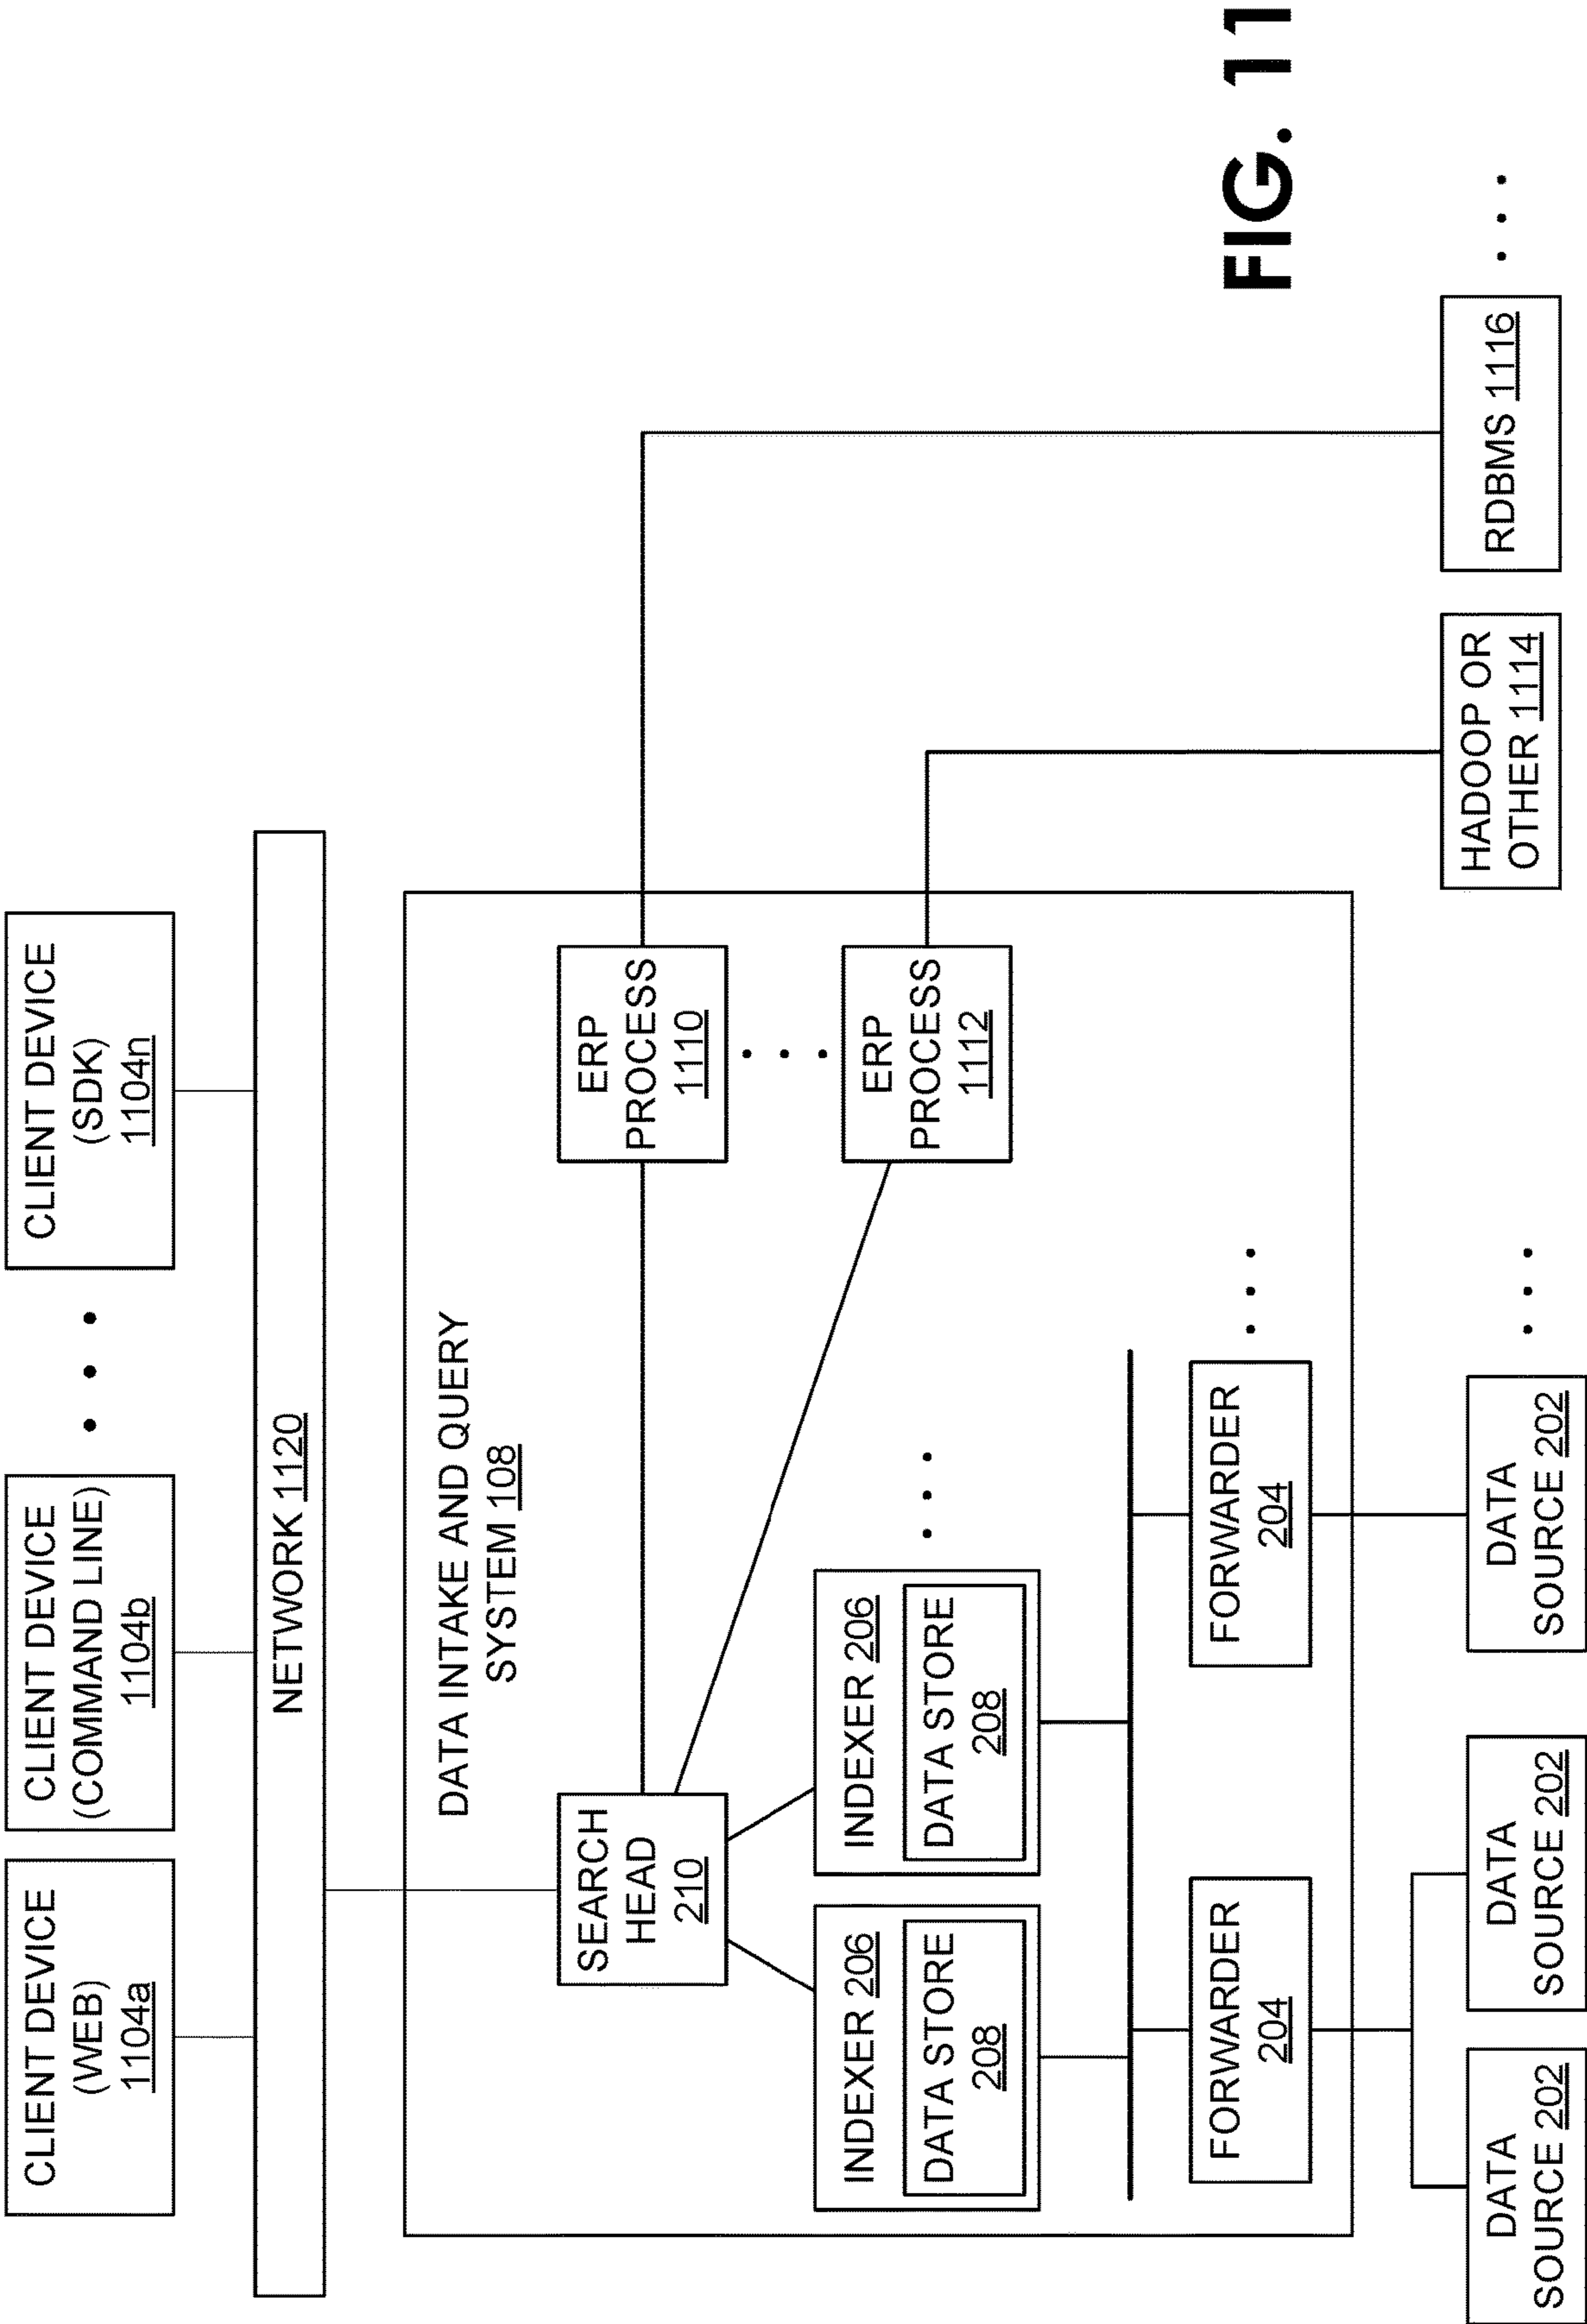 CLIENT DEVICE
(WEB)
1104a
CLIENT DEVICE
(COMMAND LINE)
1104b
. . .
CLIENT DEVICE
(SDK)
1104n
NETWORK 1120
DATA INTAKE AND QUERY
SYSTEM 108
SEARCH
HEAD
210
ERP
PROCESS
1110
. . .
ERP
PROCESS
1112
INDEXER 206
DATA STORE
208
INDEXER 206
DATA STORE
208
. . .
FORWARDER
204
FORWARDER
204
. . .
DATA
SOURCE 202
DATA
SOURCE 202
DATA
SOURCE 202
. . .
HADOOP OR
OTHER 1114
RDBMS 1116
. . .
FIG. 11